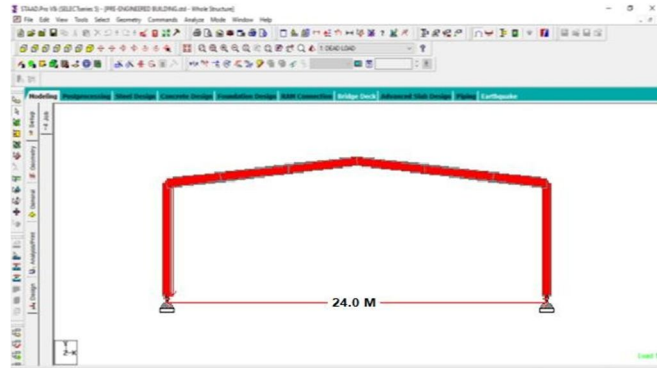 STAAD.Pro V8i (SELECTseries 5) - [PRE-ENGINEERED BUILDING.std - Whole Structure]
File Edit View Tools Select Geometry Commands Analyze Mode Window Help
1: DEAD LOAD
Modeling Postprocessing Steel Design Concrete Design Foundation Design RAM Connection Bridge Deck Advanced Slab Design Piping Earthquake
Setup
Job
Geometry
General
Analysis/Print
Design
24.0 M
Y
Z-X
Load 1